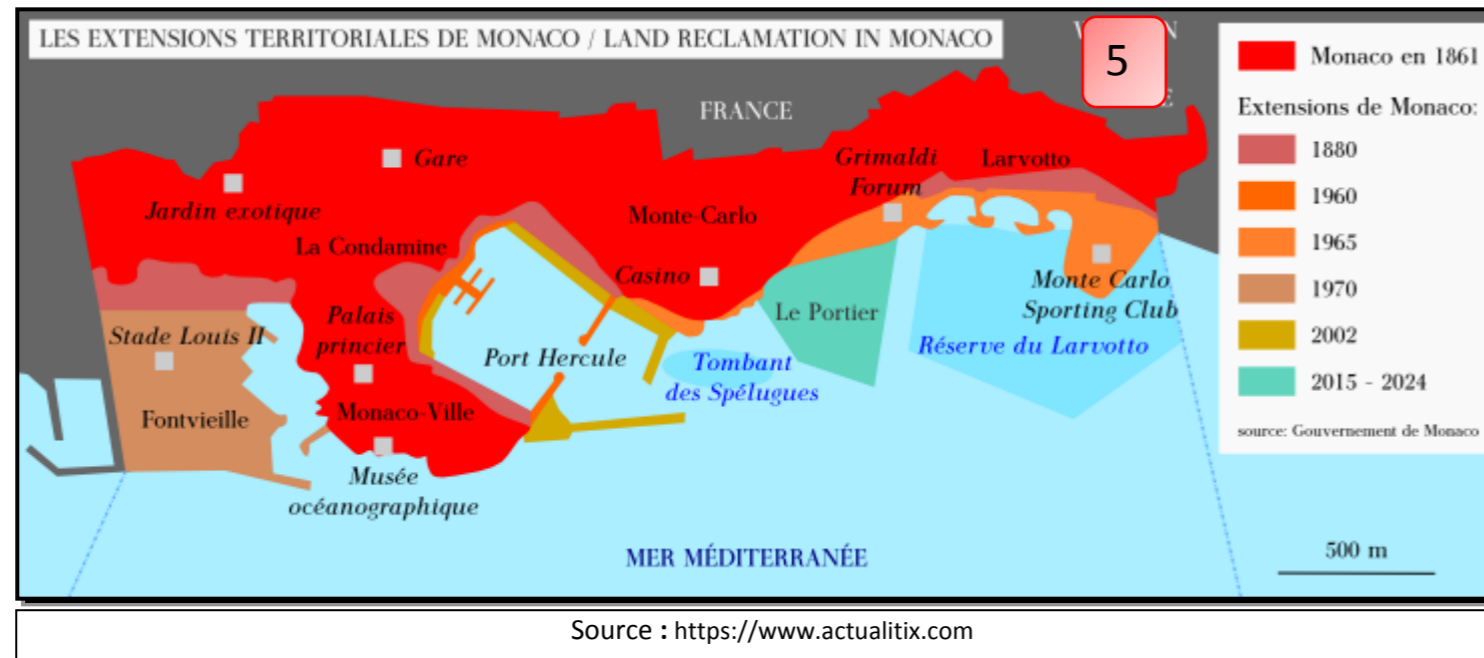 LES EXTENSIONS TERRITORIALES DE MONACO / LAND RECLAMATION IN MONACO
5
FRANCE
Gare
Jardin exotique
La Condamine
Monte-Carlo
Grimaldi
Forum
Larvotto
Casino
Palais
princier
Stade Louis II
Port Hercule
Le Portier
Monte Carlo
Sporting Club
Tombant
des Spélugues
Réserve du Larvotto
Fontvieille
Monaco-Ville
Musée
océanographique
MER MÉDITERRANÉE
Monaco en 1861
Extensions de Monaco:
1880
1960
1965
1970
2002
2015 - 2024
source: Gouvernement de Monaco
500 m
Source : https://www.actualitix.com